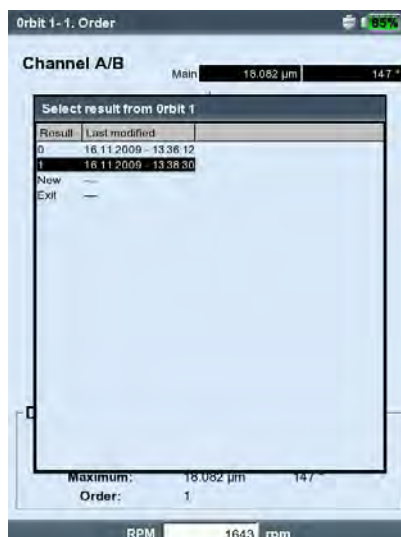 0rbit 1- 1. Order 85%
Channel A/B
Main 18.082 µm 147 °
Select result from 0rbit 1
Result Last modified
0 16.11.2009 - 13:36:12
1 16.11.2009 - 13:38:30
New ---
Exit ---
D
Maximum: 18.082 µm 147 °
Order: 1
RPM 1643 rpm